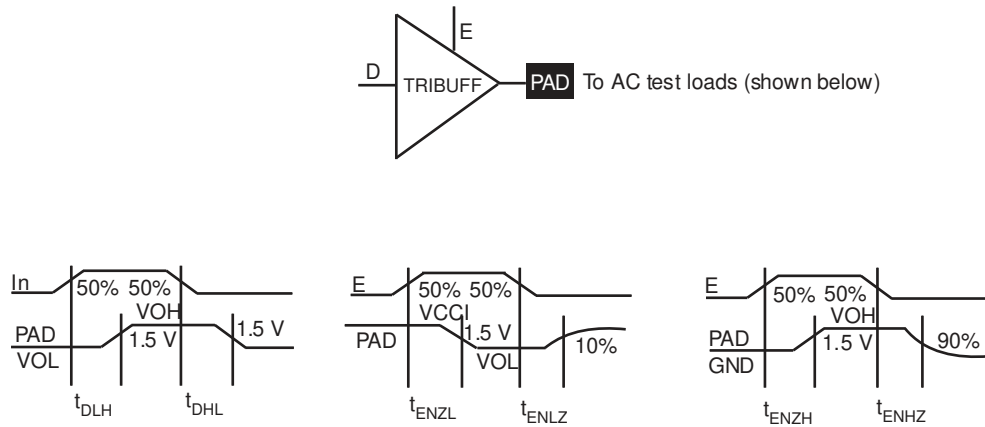 E
D
TRIBUFF
PAD To AC test loads (shown below)
In
50% 50%
VOH
PAD
VOL
1.5 V
1.5 V
tDLH
tDHL
E
50% 50%
VCCI
PAD
1.5 V
VOL
10%
tENZL
tENLZ
E
50% 50%
VOH
PAD
GND
1.5 V
90%
tENZH
tENHZ